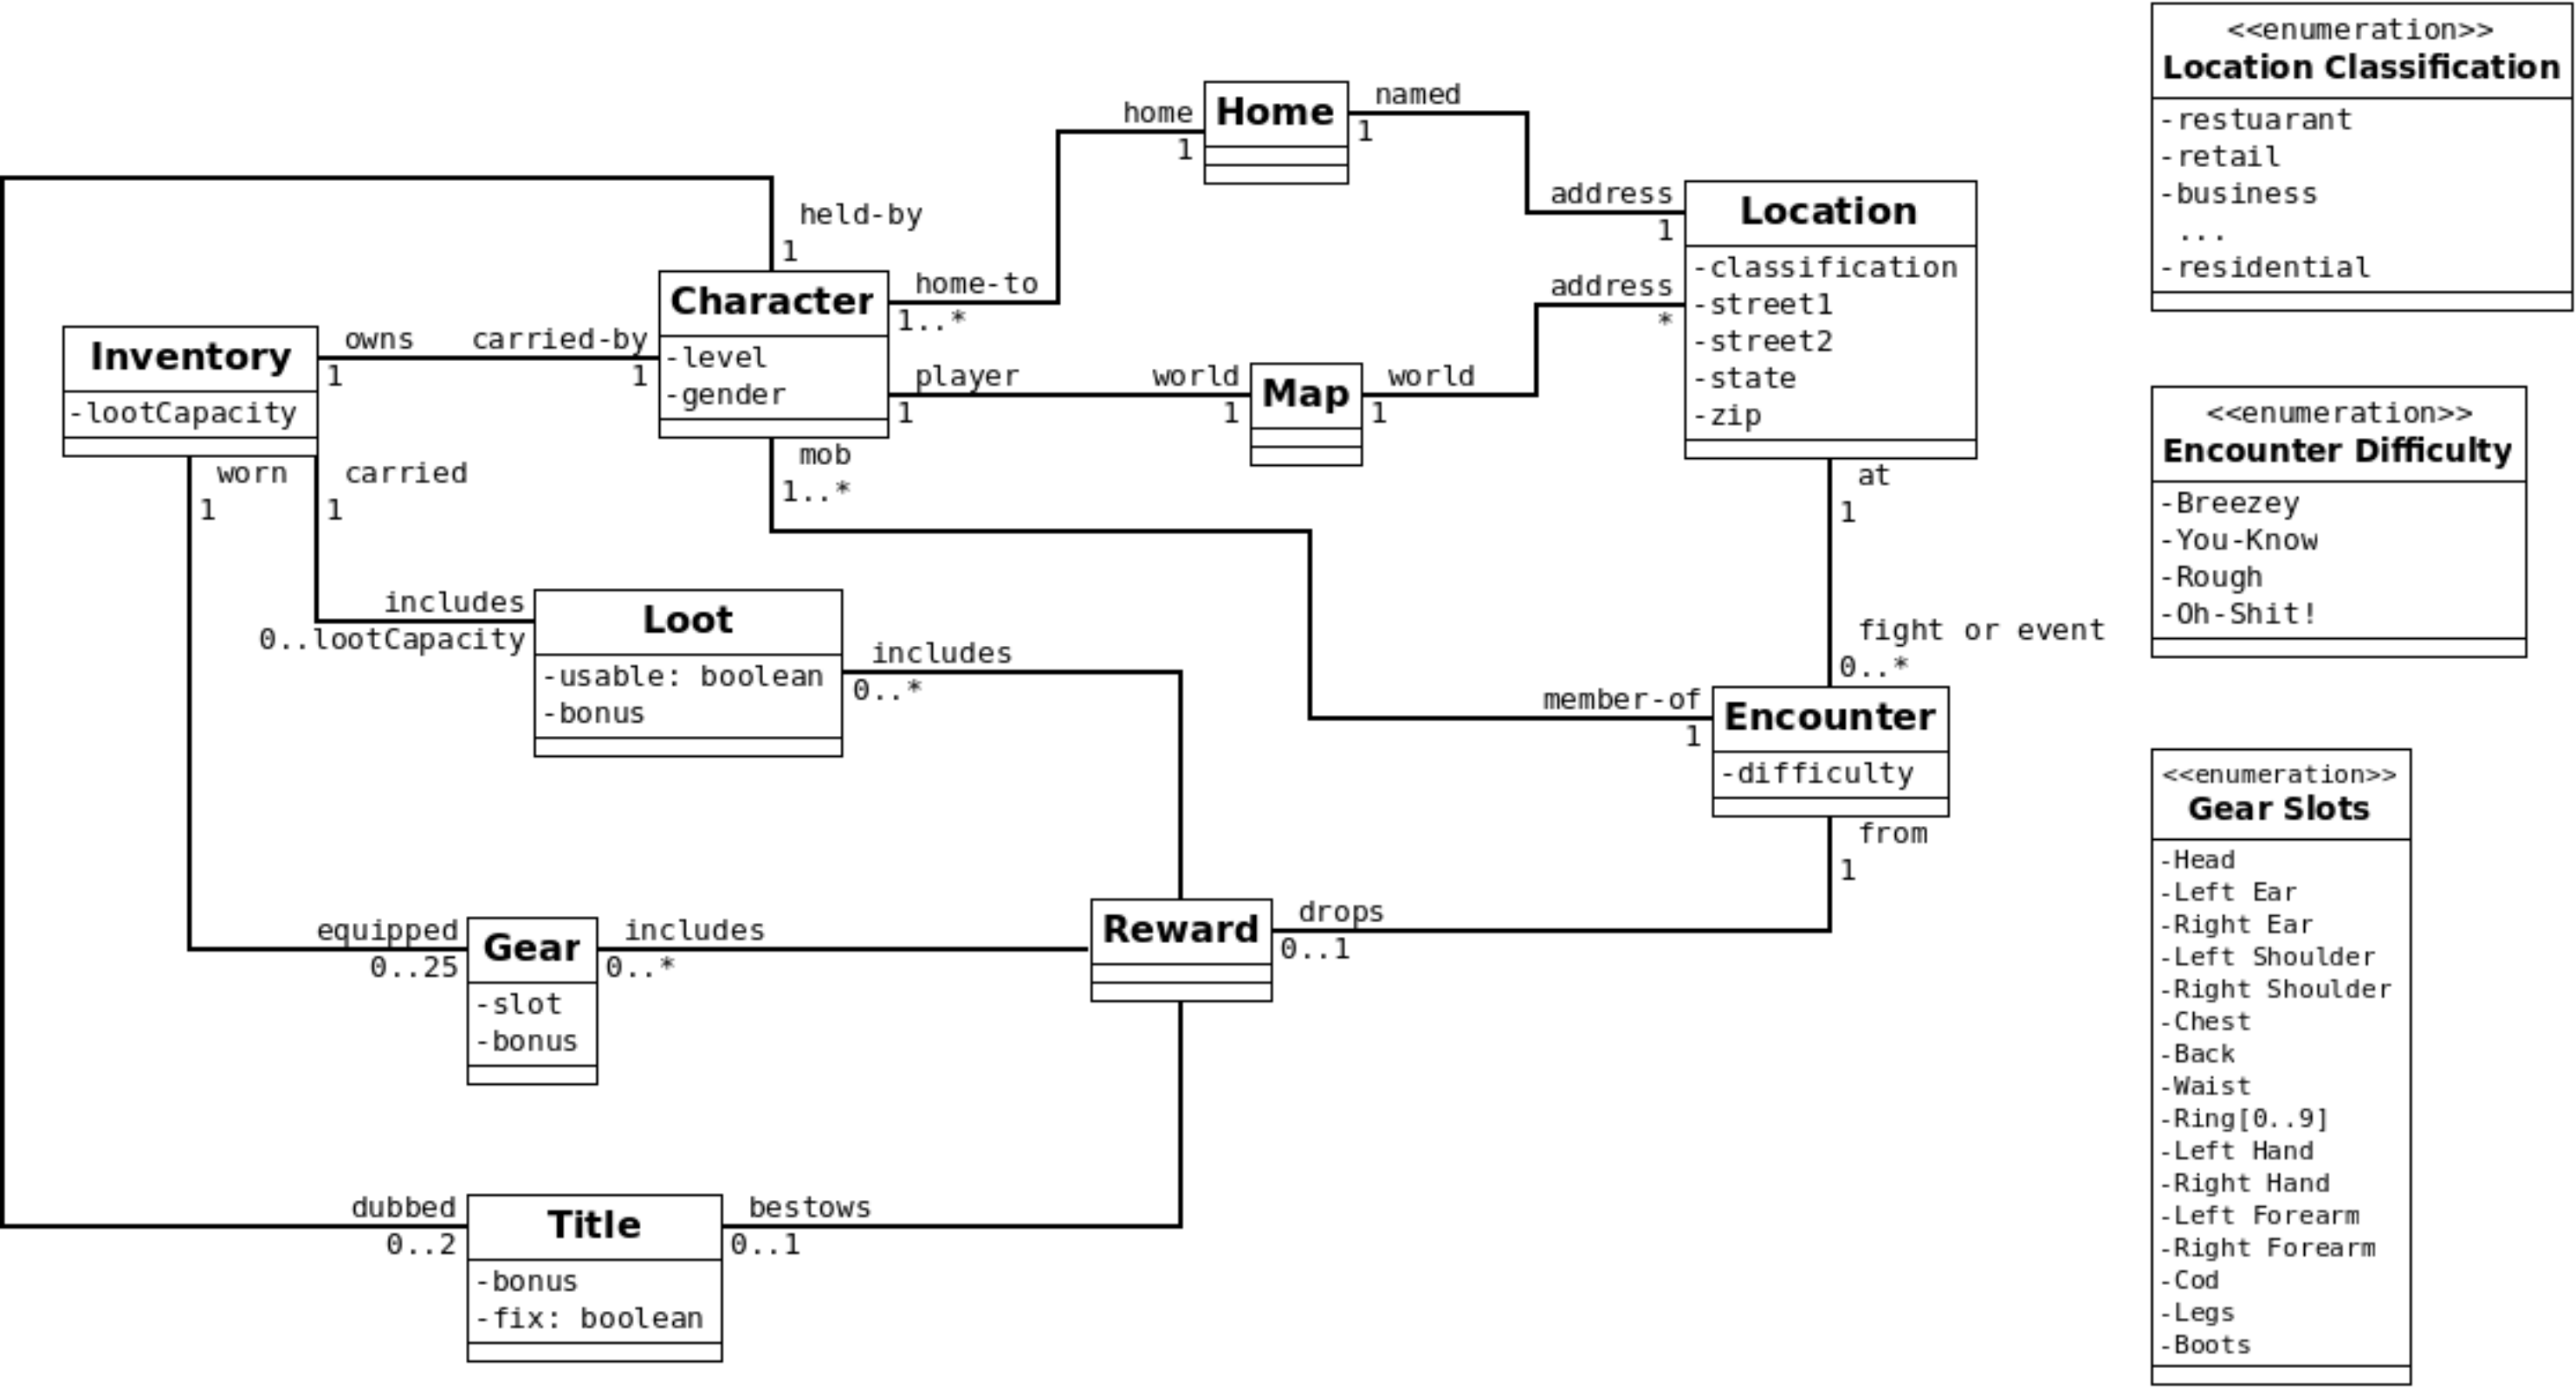 home
1
Home
named
1
held-by
1
address
1
Location
-classification
-street1
-street2
-state
-zip
address
*
home-to
1..*
Character
-level
-gender
Inventory
-lootCapacity
owns
1
carried-by
1
player
1
world
1
Map
world
1
mob
1..*
worn
1
carried
1
at
1
includes
0..lootCapacity
Loot
-usable: boolean
-bonus
includes
0..*
fight or event
0..*
member-of
1
Encounter
-difficulty
from
1
equipped
0..25
Gear
-slot
-bonus
includes
0..*
Reward
drops
0..1
dubbed
0..2
Title
-bonus
-fix: boolean
bestows
0..1
<<enumeration>>
Location Classification
-restuarant
-retail
-business
...
-residential
<<enumeration>>
Encounter Difficulty
-Breezey
-You-Know
-Rough
-Oh-Shit!
<<enumeration>>
Gear Slots
-Head
-Left Ear
-Right Ear
-Left Shoulder
-Right Shoulder
-Chest
-Back
-Waist
-Ring[0..9]
-Left Hand
-Right Hand
-Left Forearm
-Right Forearm
-Cod
-Legs
-Boots